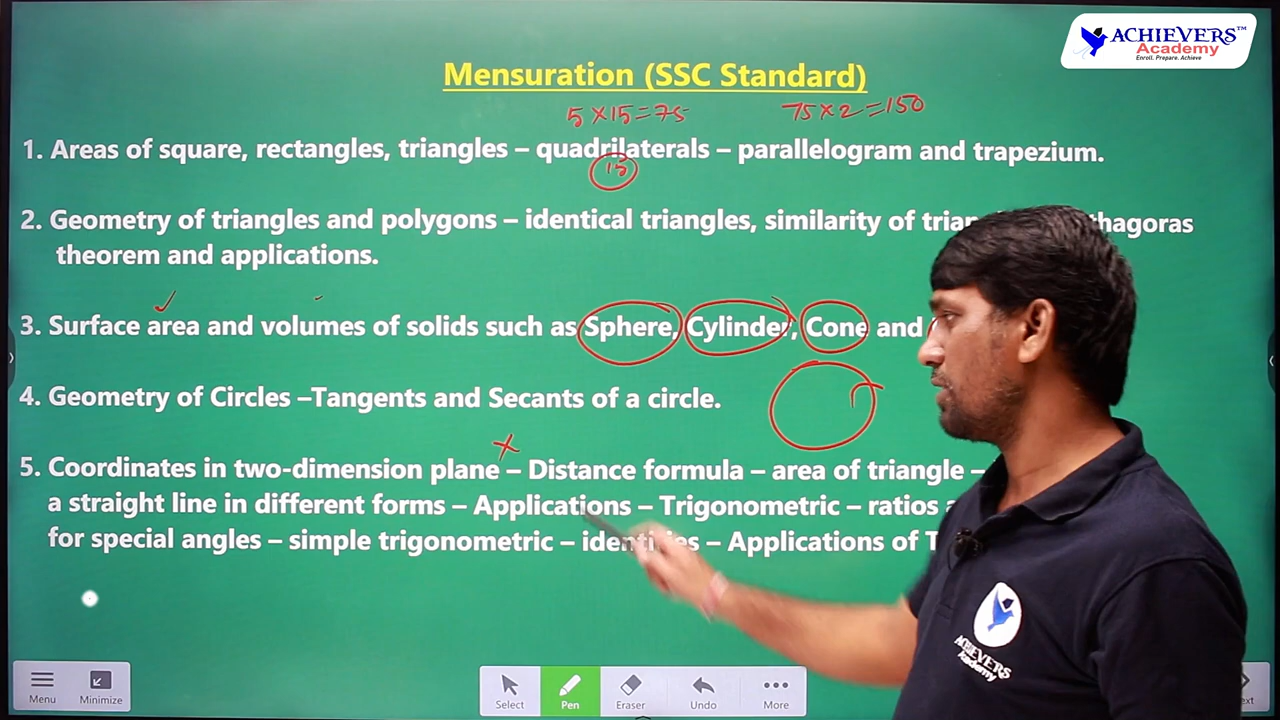 ACHIEVERS™
Academy
Enroll. Prepare. Achieve
Mensuration (SSC Standard)
5 × 15 = 75 75 × 2 = 150
1. Areas of square, rectangles, triangles – quadrilaterals – parallelogram and trapezium.
15
2. Geometry of triangles and polygons – identical triangles, similarity of
theorem and applications.
3. Surface area and volumes of solids such as Sphere, Cylinder, Cone and
4. Geometry of Circles –Tangents and Secants of a circle.
5. Coordinates in two-dimension plane – Distance formula – area of triangle –
a straight line in different forms – Applications – Trigonometric – ratios
for special angles – simple trigonometric – identities – Applications of
ACHIEVERS
Academy
Menu Minimize Select Pen Eraser Undo More